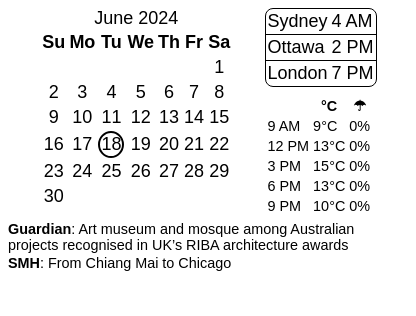 June 2024
Su Mo Tu We Th Fr Sa
1
2 3 4 5 6 7 8
9 10 11 12 13 14 15
16 17 18 19 20 21 22
23 24 25 26 27 28 29
30
Sydney 4 AM
Ottawa 2 PM
London 7 PM
°C ☂
9 AM 9°C 0%
12 PM 13°C 0%
3 PM 15°C 0%
6 PM 13°C 0%
9 PM 10°C 0%
Guardian: Art museum and mosque among Australian
projects recognised in UK’s RIBA architecture awards
SMH: From Chiang Mai to Chicago